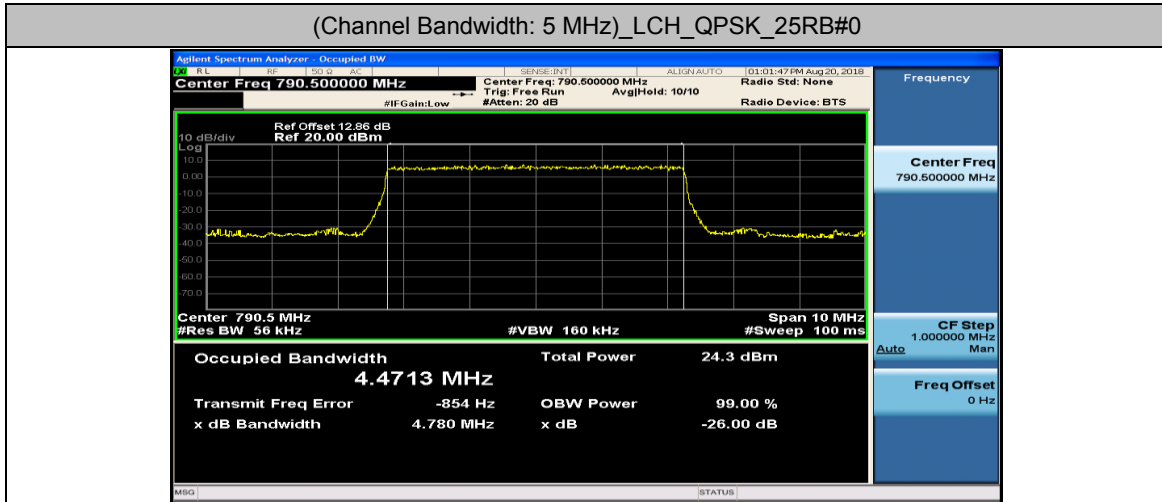 (Channel Bandwidth: 5 MHz)_LCH_QPSK_25RB#0
Agilent Spectrum Analyzer - Occupied BW
LXI RL RF 50 Ω AC SENSE:INT ALIGN AUTO 01:01:47 PM Aug 20, 2018
Center Freq 790.500000 MHz
Center Freq: 790.500000 MHz Radio Std: None
Trig: Free Run Avg|Hold: 10/10
#IFGain:Low #Atten: 20 dB Radio Device: BTS
Frequency
Ref Offset 12.86 dB
10 dB/div Ref 20.00 dBm
Log
10.0
0.00
-10.0
-20.0
-30.0
-40.0
-50.0
-60.0
-70.0
Center Freq
790.500000 MHz
Center 790.5 MHz Span 10 MHz
#Res BW 56 kHz #VBW 160 kHz #Sweep 100 ms
CF Step
1.000000 MHz
Auto Man
Occupied Bandwidth Total Power 24.3 dBm
4.4713 MHz
Transmit Freq Error -854 Hz OBW Power 99.00 %
x dB Bandwidth 4.780 MHz x dB -26.00 dB
Freq Offset
0 Hz
MSG STATUS